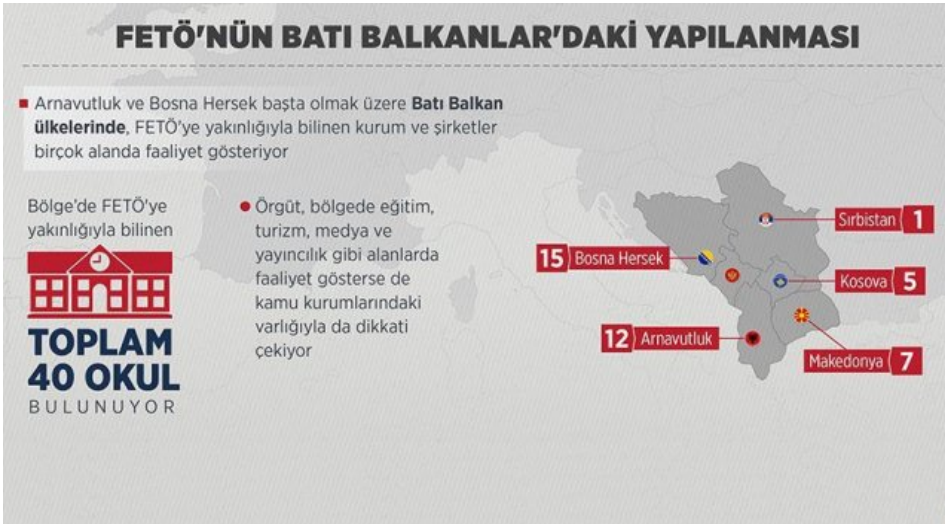 FETÖ'NÜN BATI BALKANLAR'DAKİ YAPILANMASI
Arnavutluk ve Bosna Hersek başta olmak üzere Batı Balkan
ülkelerinde, FETÖ'ye yakınlığıyla bilinen kurum ve şirketler
birçok alanda faaliyet gösteriyor
Bölge'de FETÖ'ye
yakınlığıyla bilinen
TOPLAM
40 OKUL
BULUNUYOR
Örgüt, bölgede eğitim,
turizm, medya ve
yayıncılık gibi alanlarda
faaliyet gösterse de
kamu kurumlarındaki
varlığıyla da dikkati
çekiyor
Sırbistan 1
15 Bosna Hersek
Kosova 5
12 Arnavutluk
Makedonya 7